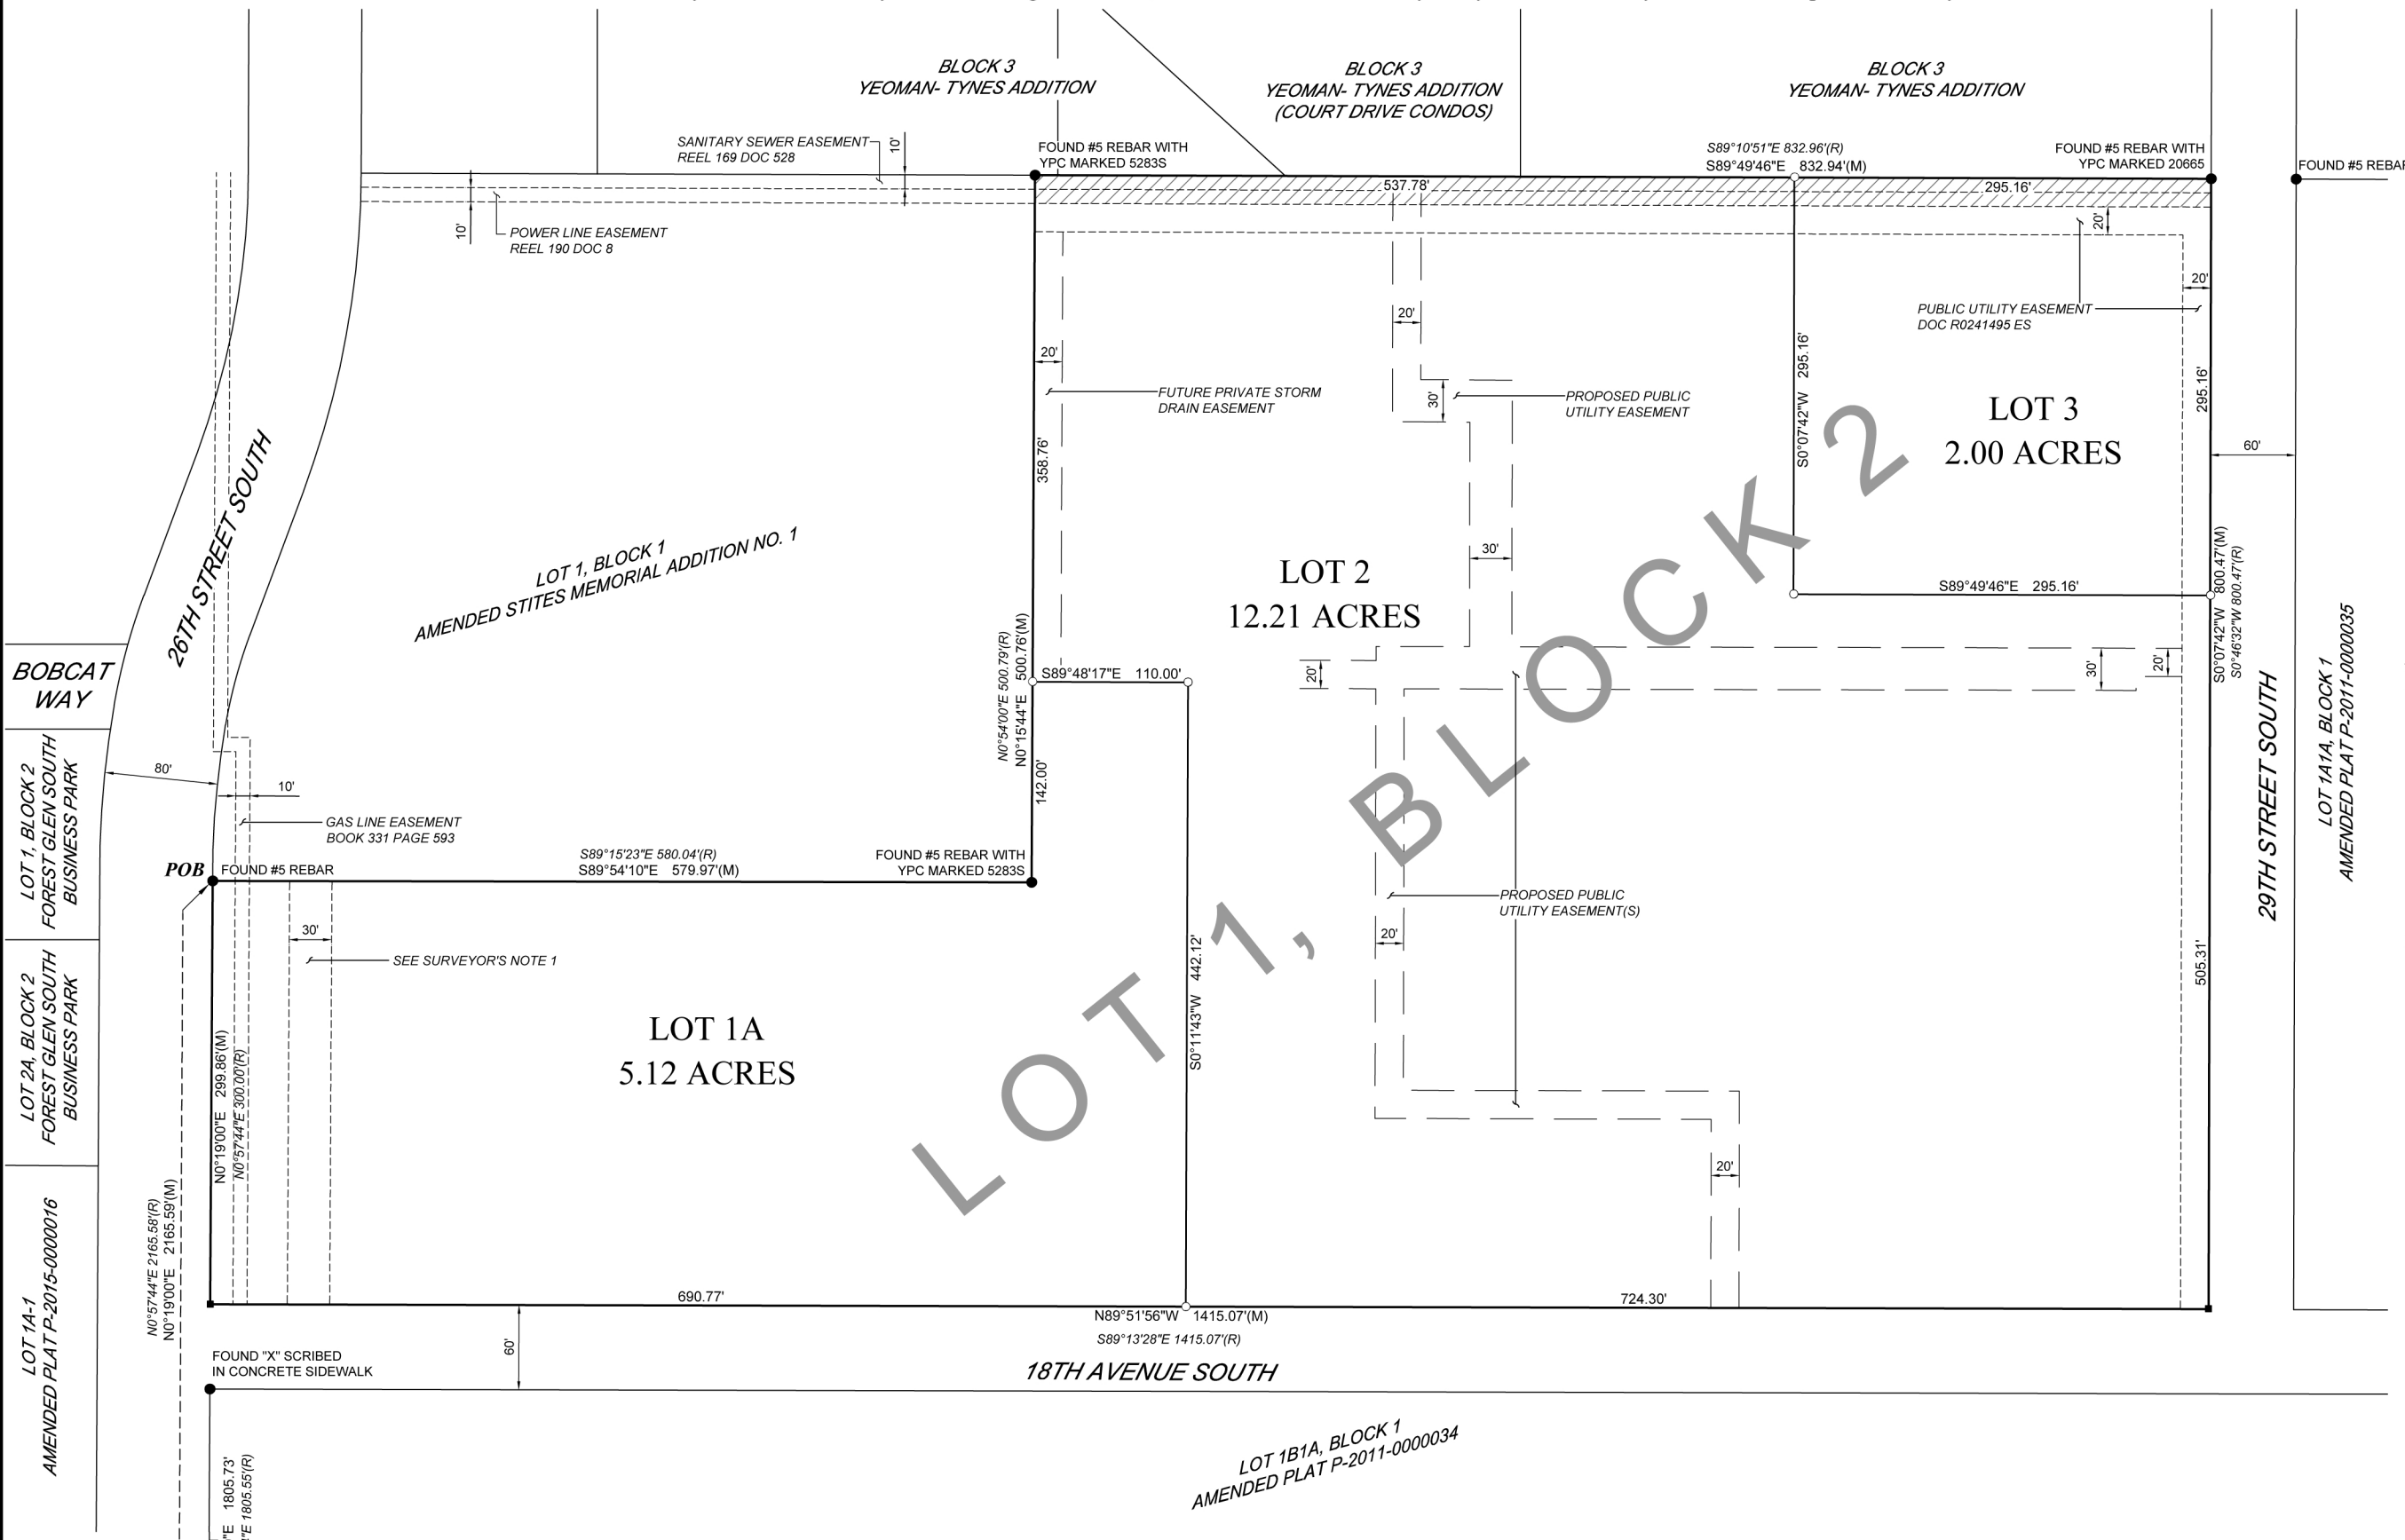 BLOCK 3
YEOMAN- TYNES ADDITION
BLOCK 3
YEOMAN- TYNES ADDITION
(COURT DRIVE CONDOS)
BLOCK 3
YEOMAN- TYNES ADDITION
SANITARY SEWER EASEMENT
REEL 169 DOC 528
10'
FOUND #5 REBAR WITH
YPC MARKED 5283S
S89°10'51"E 832.96'(R)
S89°49'46"E 832.94'(M)
FOUND #5 REBAR WITH
YPC MARKED 20665
FOUND #5 REBAR
537.78'
295.16'
10'
POWER LINE EASEMENT
REEL 190 DOC 8
20'
20'
PUBLIC UTILITY EASEMENT
DOC R0241495 ES
20'
20'
S0°07'42"W 295.16'
295.16'
FUTURE PRIVATE STORM
DRAIN EASEMENT
30'
PROPOSED PUBLIC
UTILITY EASEMENT
LOT 3
2.00 ACRES
60'
358.76'
26TH STREET SOUTH
LOT 1, BLOCK 1
AMENDED STITES MEMORIAL ADDITION NO. 1
30'
LOT 2
12.21 ACRES
S89°49'46"E 295.16'
S0°07'42"W 800.47'(M)
S0°46'32"W 800.47'(R)
BOBCAT
WAY
N0°54'00"E 500.79'(R)
N0°15'44"E 500.76'(M)
S89°48'17"E 110.00'
20'
30'
20'
LOT 1A1A, BLOCK 1
AMENDED PLAT P-2011-0000035
29TH STREET SOUTH
80'
10'
142.00'
GAS LINE EASEMENT
BOOK 331 PAGE 593
LOT 1, BLOCK 2
FOREST GLEN SOUTH
BUSINESS PARK
POB
FOUND #5 REBAR
S89°15'23"E 580.04'(R)
S89°54'10"E 579.97'(M)
FOUND #5 REBAR WITH
YPC MARKED 5283S
PROPOSED PUBLIC
UTILITY EASEMENT(S)
30'
20'
SEE SURVEYOR'S NOTE 1
S0°11'43"W 442.12'
505.31'
LOT 2A, BLOCK 2
FOREST GLEN SOUTH
BUSINESS PARK
LOT 1A
5.12 ACRES
LOT 1, BLOCK 2
N0°19'00"E 299.86'(M)
N0°57'44"E 300.00'(R)
20'
LOT 1A-1
AMENDED PLAT P-2015-0000016
N0°57'44"E 2165.58'(R)
N0°19'00"E 2165.59'(M)
690.77'
724.30'
N89°51'56"W 1415.07'(M)
S89°13'28"E 1415.07'(R)
60'
FOUND "X" SCRIBED
IN CONCRETE SIDEWALK
18TH AVENUE SOUTH
LOT 1B1A, BLOCK 1
AMENDED PLAT P-2011-0000034
"E 1805.73'
"E 1805.55'(R)